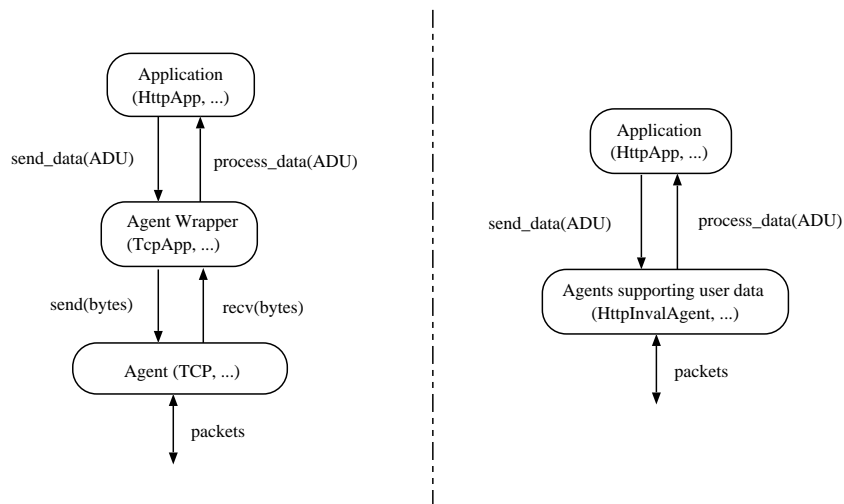 Application
(HttpApp, ...)
send_data(ADU)
process_data(ADU)
Agent Wrapper
(TcpApp, ...)
send(bytes)
recv(bytes)
Agent (TCP, ...)
packets
Application
(HttpApp, ...)
send_data(ADU)
process_data(ADU)
Agents supporting user data
(HttpInvalAgent, ...)
packets